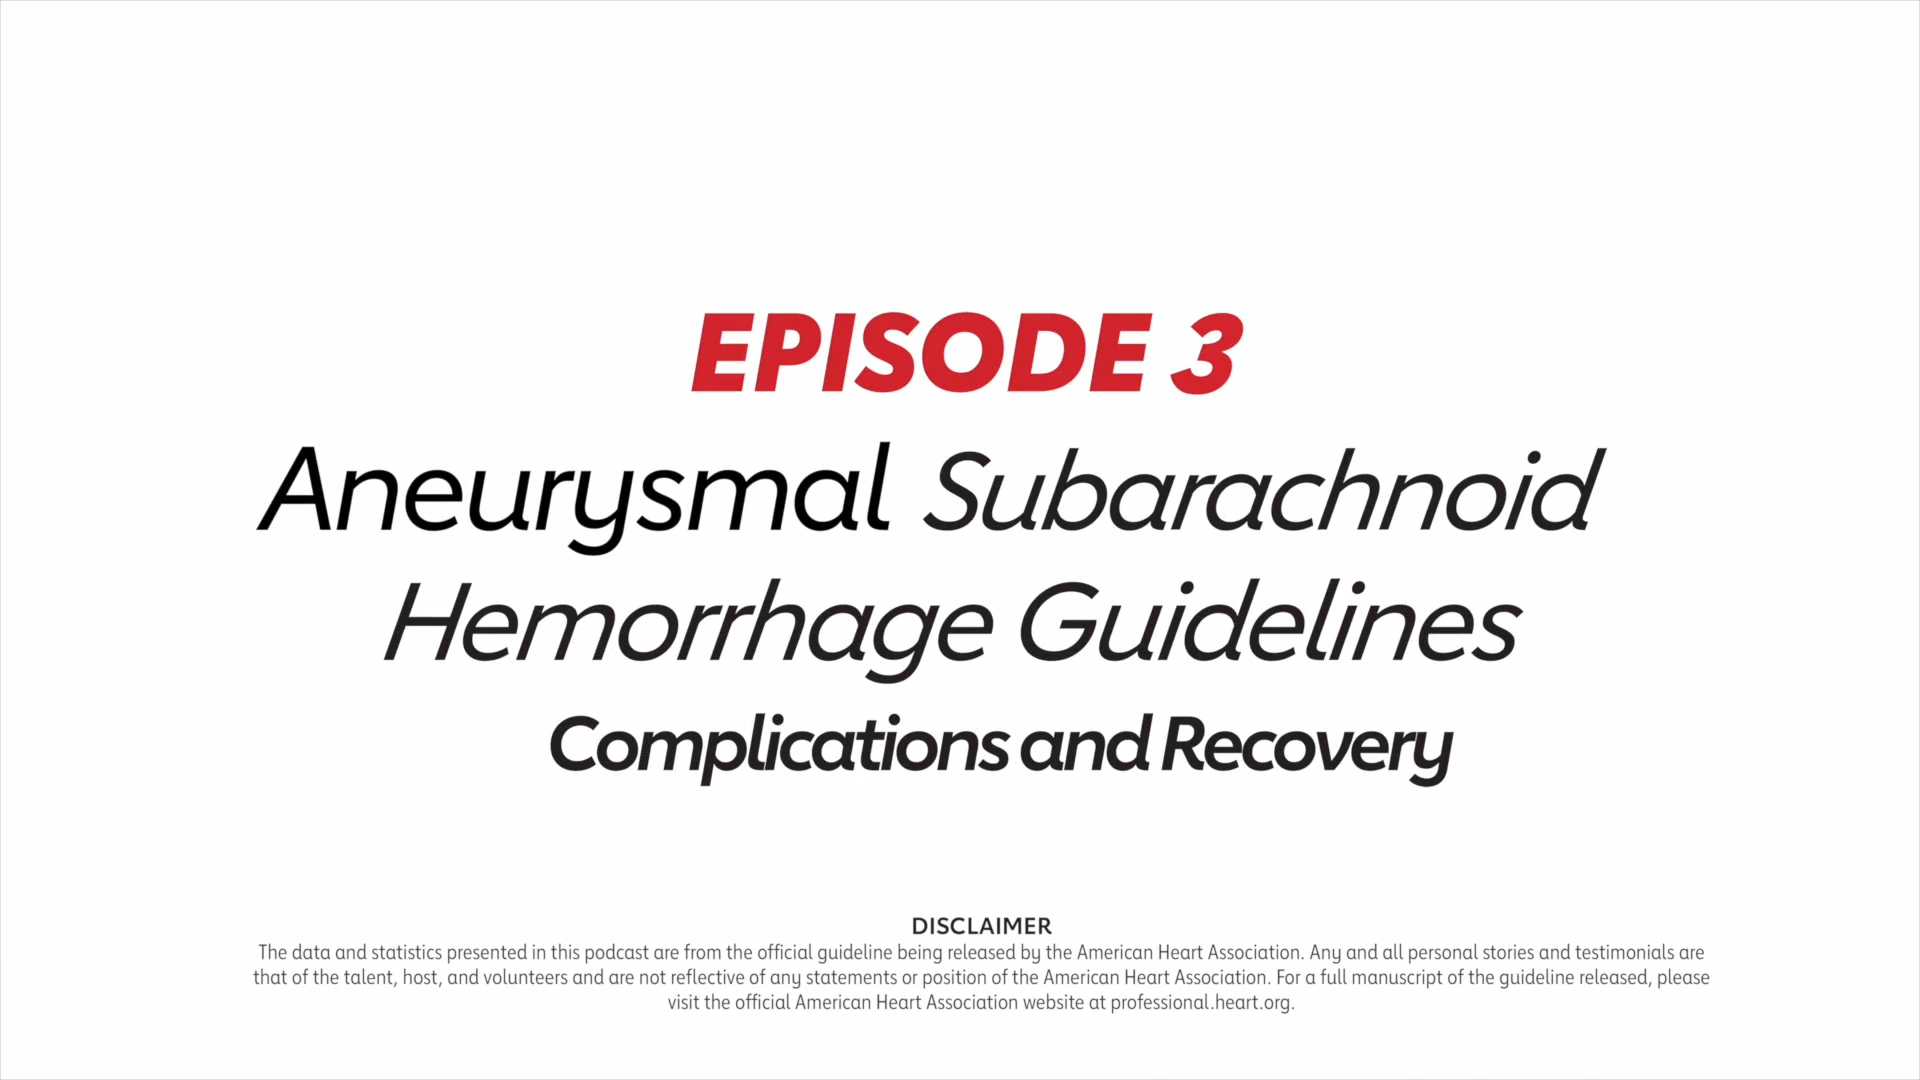 EPISODE 3
Aneurysmal Subarachnoid
Hemorrhage Guidelines
Complications and Recovery
DISCLAIMER
The data and statistics presented in this podcast are from the official guideline being released by the American Heart Association. Any and all personal stories and testimonials are
that of the talent, host, and volunteers and are not reflective of any statements or position of the American Heart Association. For a full manuscript of the guideline released, please
visit the official American Heart Association website at professional.heart.org.